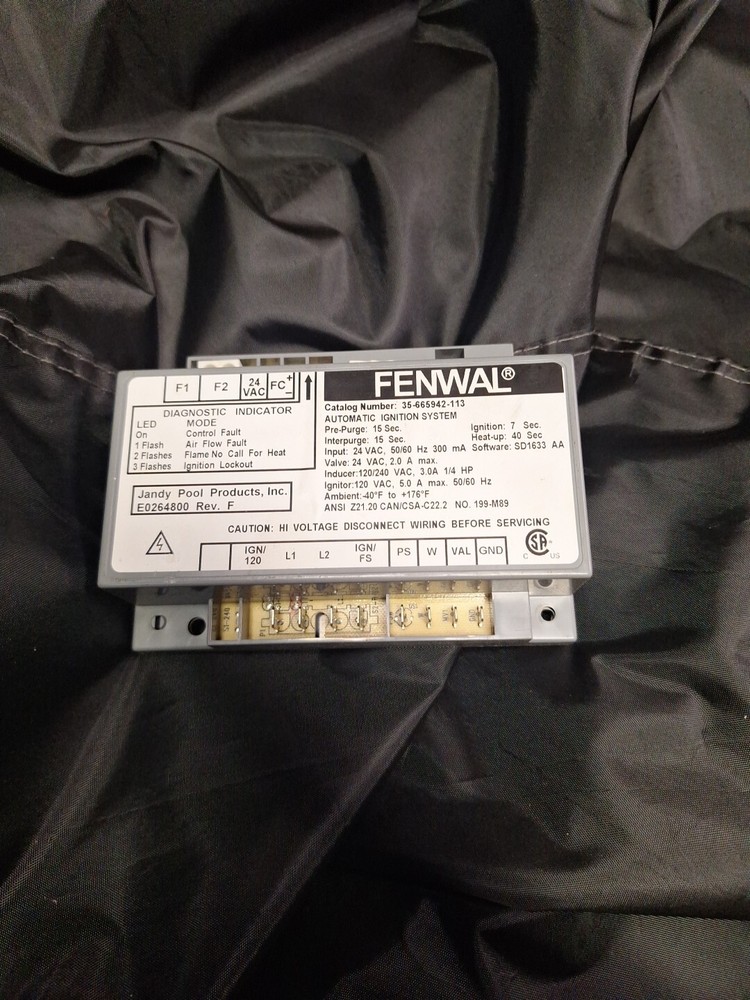 F1 F2 24 VAC FC + −
DIAGNOSTIC INDICATOR
LED MODE
On Control Fault
1 Flash Air Flow Fault
2 Flashes Flame No Call For Heat
3 Flashes Ignition Lockout
Jandy Pool Products, Inc.
E0264800 Rev. F
FENWAL®
Catalog Number: 35-665942-113
AUTOMATIC IGNITION SYSTEM
Pre-Purge: 15 Sec. Ignition: 7 Sec.
Interpurge: 15 Sec. Heat-up: 40 Sec
Input: 24 VAC, 50/60 Hz 300 mA Software: SD1633 AA
Valve: 24 VAC, 2.0 A max.
Inducer:120/240 VAC, 3.0A 1/4 HP
Ignitor:120 VAC, 5.0 A max. 50/60 Hz
Ambient:-40°F to +176°F
ANSI Z21.20 CAN/CSA-C22.2 NO. 199-M89
CAUTION: HI VOLTAGE DISCONNECT WIRING BEFORE SERVICING
IGN/ 120 L1 L2 IGN/ FS PS W VAL GND
C SA® US